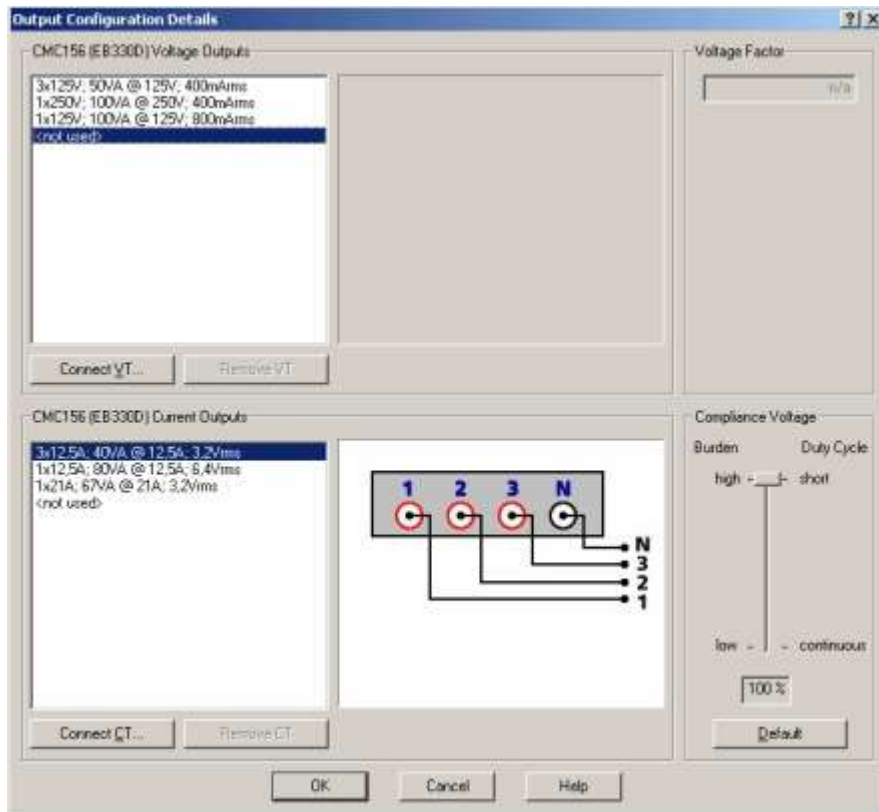 Output Configuration Details
CMC156 (EB330D) Voltage Outputs
3x125V; 50VA @ 125V; 400mArms
1x250V; 100VA @ 250V; 400mArms
1x125V; 100VA @ 125V; 800mArms
<not used>
Connect VT...
Remove VT
Voltage Factor
n/a
CMC156 (EB330D) Current Outputs
3x12,5A; 40VA @ 12,5A; 3,2Vrms
1x12,5A; 80VA @ 12,5A; 6,4Vrms
1x21A; 67VA @ 21A; 3,2Vrms
<not used>
1 2 3 N
N
3
2
1
Connect CT...
Remove CT
Compliance Voltage
Burden Duty Cycle
high - - short
low - - continuous
100 %
Default
OK Cancel Help